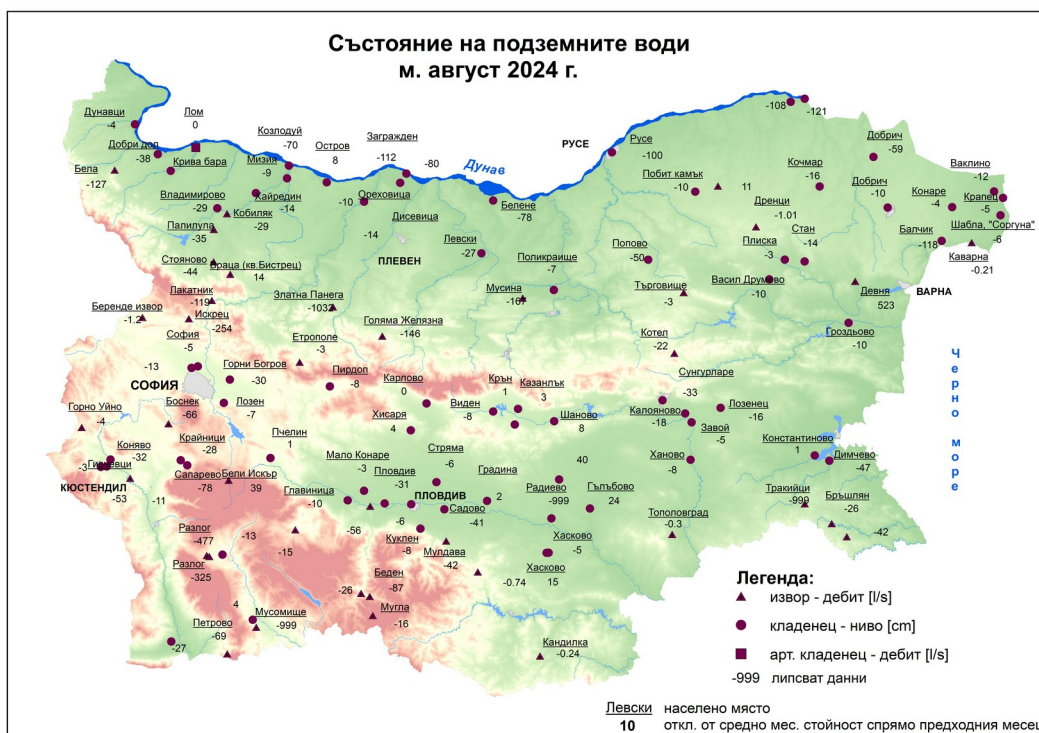 Състояние на подземните води
м. август 2024 г.
Дунавци
-4
Лом
0
Козлодуй
-70
Добри дол
-38
Крива бара
Мизия
-9
Остров
8
Загражден
-112
-80
Дунав
РУСЕ
Русе
-100
-108
-121
Добрич
-59
Бела
-127
Владимирово
-29
Хайредин
-14
Ореховица
-10
Белене
-78
Побит камък
-10
11
Кочмар
-16
Добрич
-10
Конаре
-4
Ваклино
-12
Крапец
-5
Кобиляк
-29
Палилула
-35
Дисевица
-14
Дренци
-1.01
Балчик
-118
Шабла, "Соргуна"
-6
Стояново
-44
Враца (кв.Бистрец)
14
ПЛЕВЕН
Левски
-27
Поликраище
-7
Попово
-50
Плиска
-3
Стан
-14
Каварна
-0.21
Лакатник
-119
Златна Панега
-1032
Мусина
-167
Търговище
-3
Васил Друмево
-10
Девня
523
ВАРНА
Беренде извор
-1.2
Искрец
-254
Голяма Желязна
-146
Котел
-22
Гроздьово
-10
София
-5
Етрополе
-3
-13
СОФИЯ
Горни Богров
-30
Пирдоп
-8
Карлово
0
Крън
1
Казанлък
3
Сунгурларе
-33
Черно море
Боснек
-66
Лозен
-7
Хисаря
4
Виден
-8
Шаново
8
Калояново
-18
Лозенец
-16
Завой
-5
Горно Уйно
-4
Крайници
-28
Пчелин
1
Стряма
-6
Константиново
1
Димчево
-47
Коняво
-32
-3
КЮСТЕНДИЛ
-53
Сапарево
-78
Бели Искър
39
Мало Конаре
-3
Пловдив
-31
ПЛОВДИВ
Градина
2
40
Радиево
-999
Гълъбово
24
Ханово
-8
Тракийци
-999
Бръшлян
-26
-42
-11
Главиница
-10
-56
-6
Садово
-41
Тополовград
-0.3
Разлог
-477
-13
-15
Куклен
-8
Мулдава
-42
Хасково
-5
Разлог
-325
-26
Беден
-87
-0.74
Хасково
15
4
Петрово
-69
Мусомище
-999
Мугла
-16
-27
Кандилка
-0.24
Легенда:
извор - дебит [l/s]
кладенец - ниво [cm]
арт. кладенец - дебит [l/s]
-999 липсват данни
Левски населено място
10 откл. от средно мес. стойност спрямо предходния месец